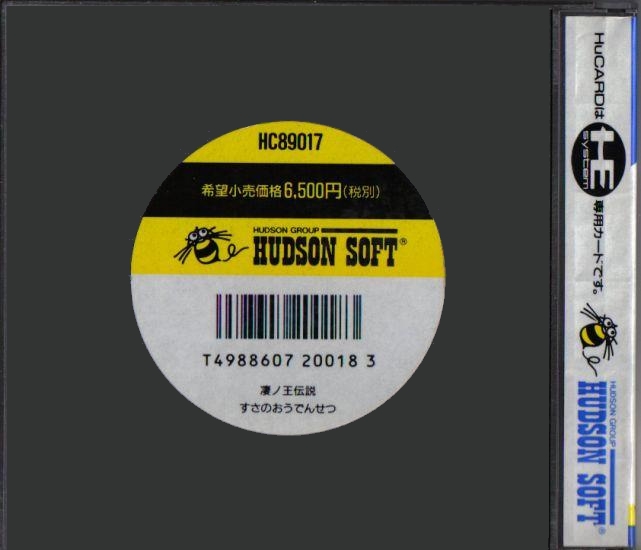 HC89017
希望小売価格6,500円(税別)
HUDSON GROUP
HUDSON SOFT®
T4988607 20018 3
凄ノ王伝説
すさのおうでんせつ
HuCARDは
HE
system
専用カードです。
HUDSON GROUP
HUDSON SOFT®